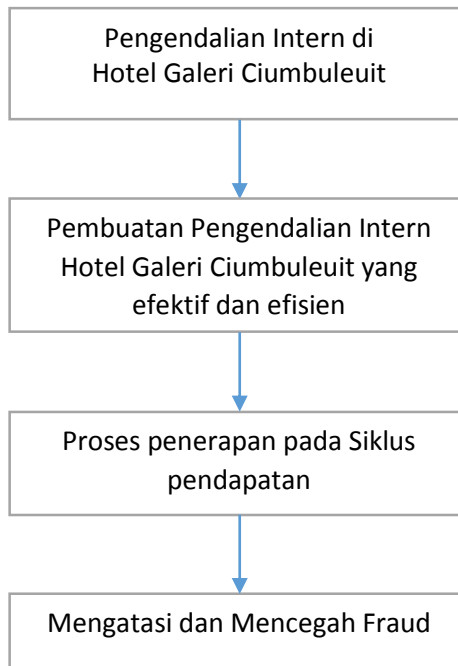 Pengendalian Intern di
Hotel Galeri Ciumbuleuit
Pembuatan Pengendalian Intern
Hotel Galeri Ciumbuleuit yang
efektif dan efisien
Proses penerapan pada Siklus
pendapatan
Mengatasi dan Mencegah Fraud